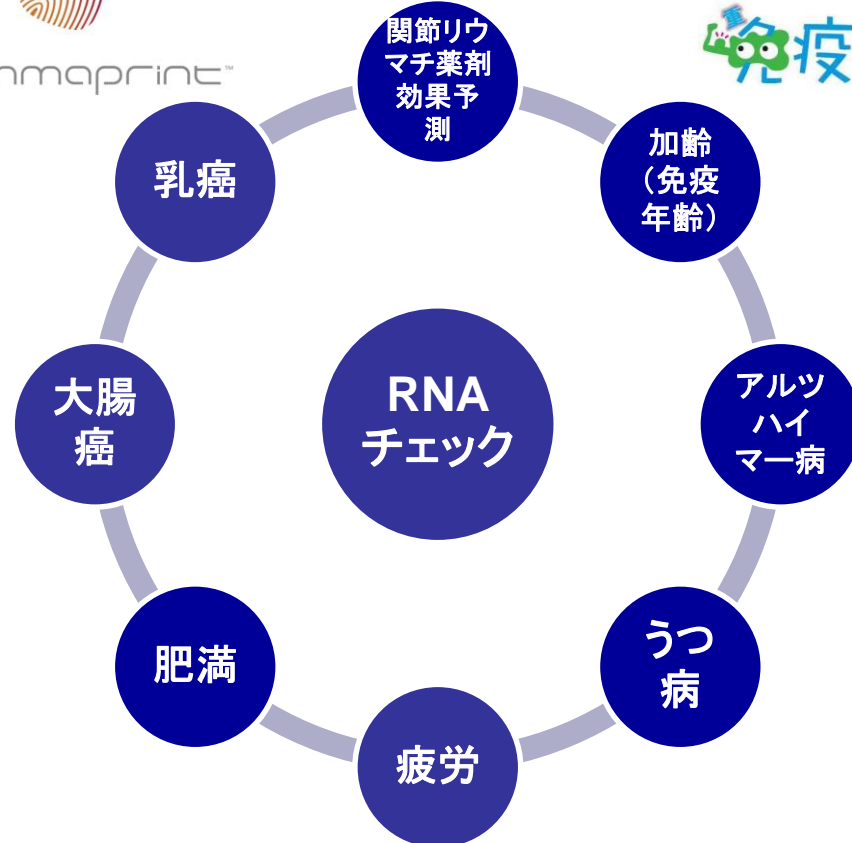 nmaprint™
重
免疫
関節リウ
マチ薬剤
効果予
測
加齢
（免疫
年齢）
アルツ
ハイ
マー病
うつ
病
疲労
肥満
大腸
癌
乳癌
RNA
チェック